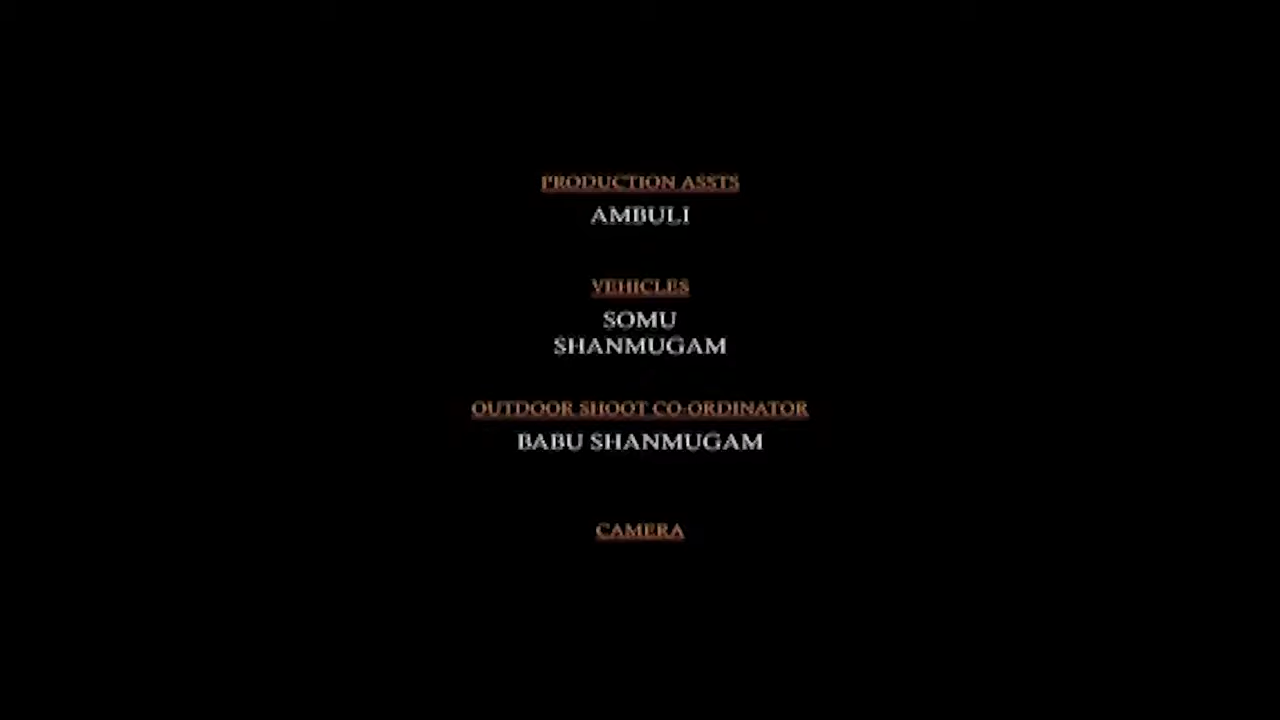 PRODUCTION ASSTS
AMBULI
VEHICLES
SOMU
SHANMUGAM
OUTDOOR SHOOT CO-ORDINATOR
BABU SHANMUGAM
CAMERA